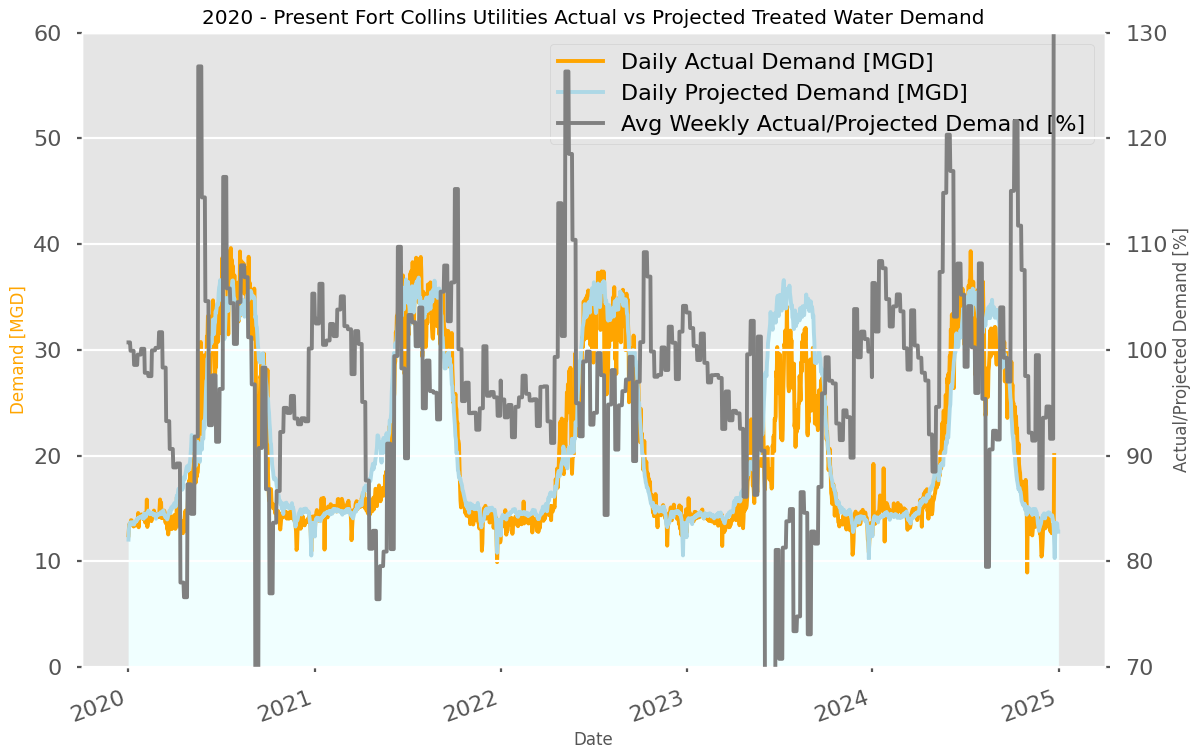 2020 - Present Fort Collins Utilities Actual vs Projected Treated Water Demand
Daily Actual Demand [MGD]
Daily Projected Demand [MGD]
Avg Weekly Actual/Projected Demand [%]
Demand [MGD]
60
50
40
30
20
10
0
130
120
110
100
90
80
70
Actual/Projected Demand [%]
2020
2021
2022
2023
2024
2025
Date